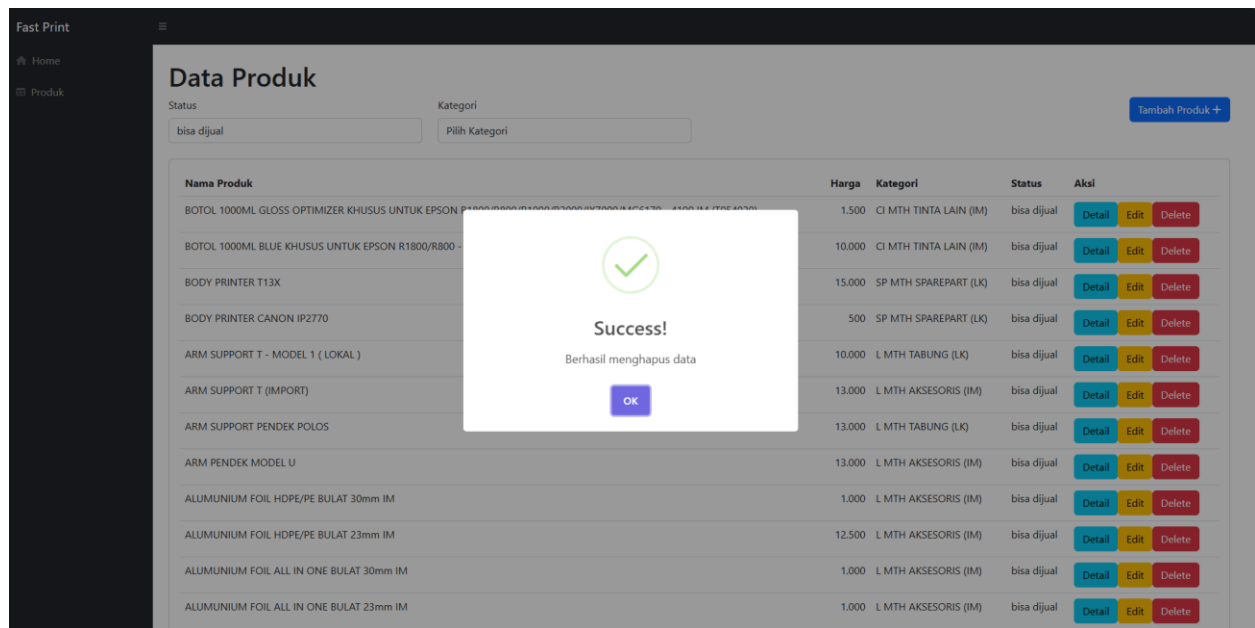 Fast Print
Home
Produk
Data Produk
Status
Kategori
bisa dijual
Pilih Kategori
Tambah Produk +
Nama Produk Harga Kategori Status Aksi
BOTOL 1000ML GLOSS OPTIMIZER KHUSUS UNTUK EPSON 1.500 CI MTH TINTA LAIN (IM) bisa dijual Detail Edit Delete
BOTOL 1000ML BLUE KHUSUS UNTUK EPSON R1800/R800 - 10.000 CI MTH TINTA LAIN (IM) bisa dijual Detail Edit Delete
BODY PRINTER T13X 15.000 SP MTH SPAREPART (LK) bisa dijual Detail Edit Delete
BODY PRINTER CANON IP2770 500 SP MTH SPAREPART (LK) bisa dijual Detail Edit Delete
ARM SUPPORT T - MODEL 1 ( LOKAL ) 10.000 L MTH TABUNG (LK) bisa dijual Detail Edit Delete
ARM SUPPORT T (IMPORT) 13.000 L MTH AKSESORIS (IM) bisa dijual Detail Edit Delete
ARM SUPPORT PENDEK POLOS 13.000 L MTH TABUNG (LK) bisa dijual Detail Edit Delete
ARM PENDEK MODEL U 13.000 L MTH AKSESORIS (IM) bisa dijual Detail Edit Delete
ALUMUNIUM FOIL HDPE/PE BULAT 30mm IM 1.000 L MTH AKSESORIS (IM) bisa dijual Detail Edit Delete
ALUMUNIUM FOIL HDPE/PE BULAT 23mm IM 12.500 L MTH AKSESORIS (IM) bisa dijual Detail Edit Delete
ALUMUNIUM FOIL ALL IN ONE BULAT 30mm IM 1.000 L MTH AKSESORIS (IM) bisa dijual Detail Edit Delete
ALUMUNIUM FOIL ALL IN ONE BULAT 23mm IM 1.000 L MTH AKSESORIS (IM) bisa dijual Detail Edit Delete
Success!
Berhasil menghapus data
OK